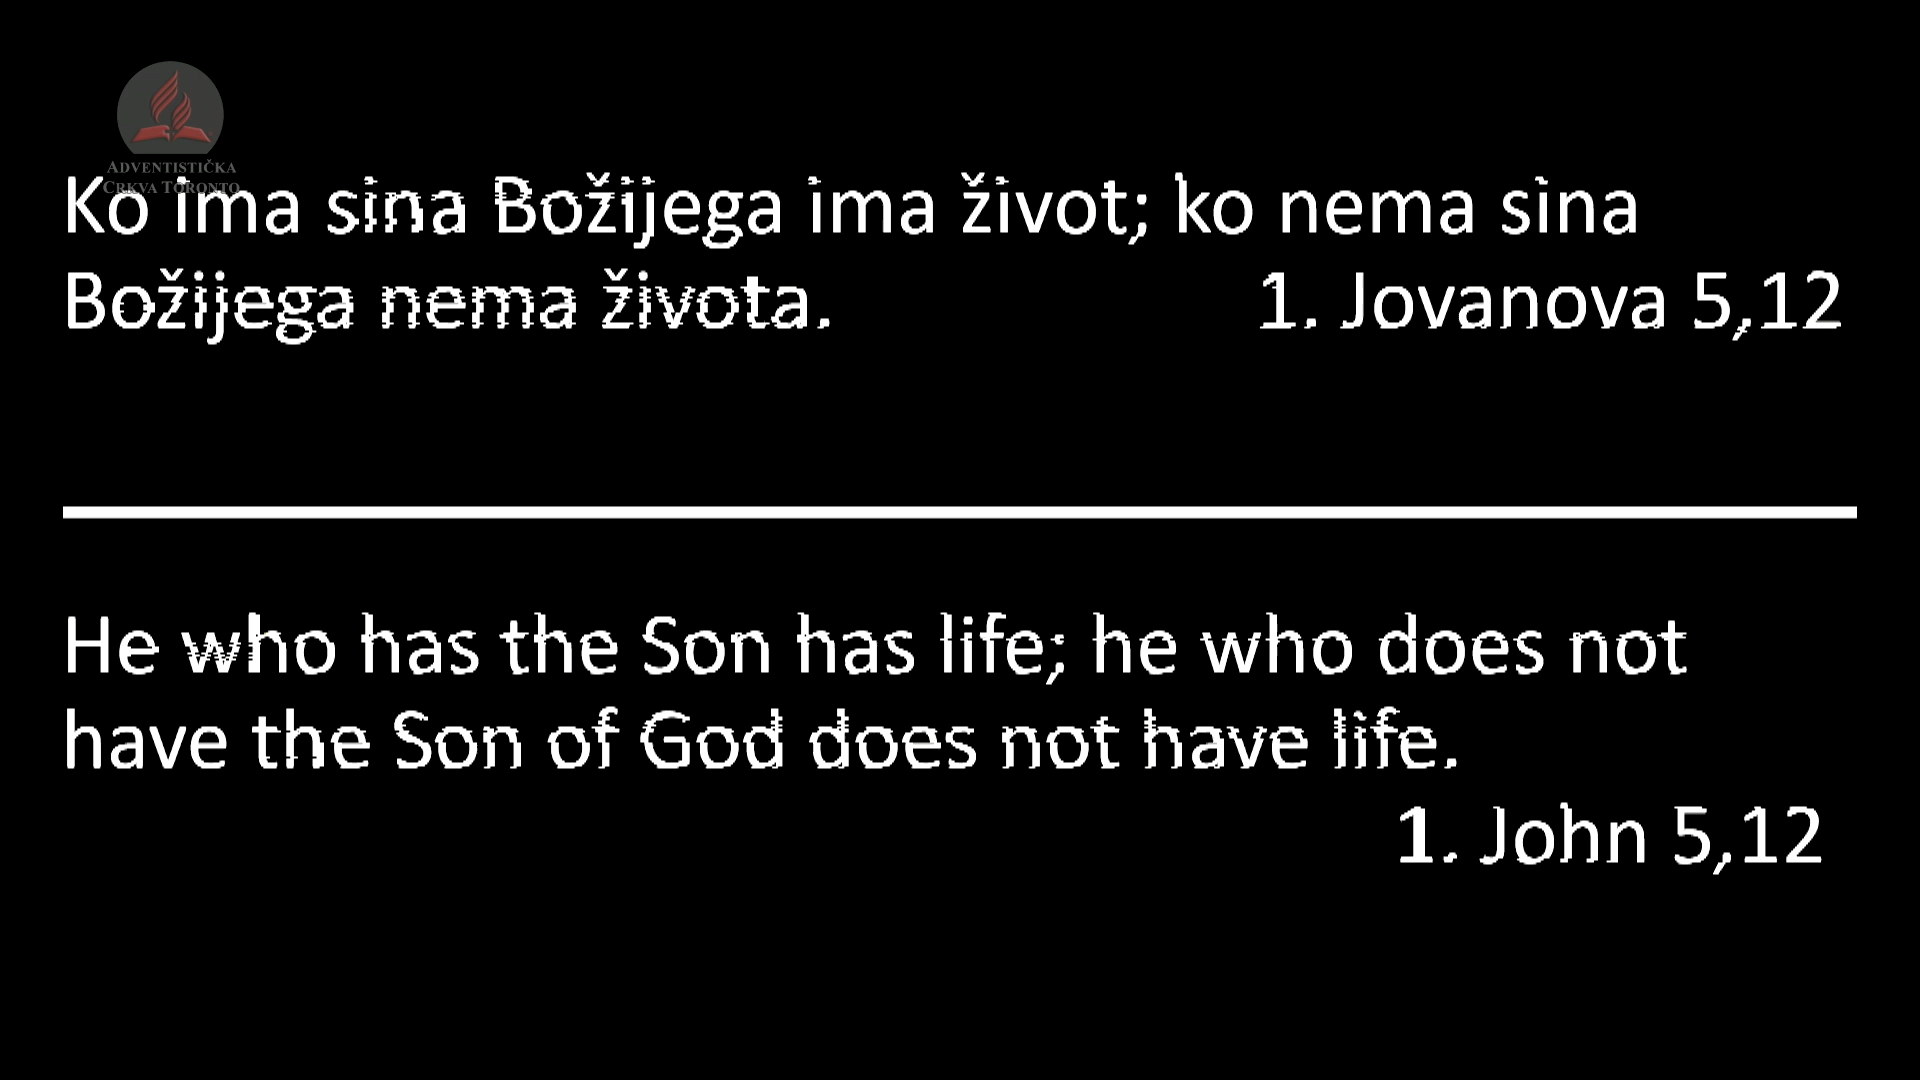 ADVENTISTIČKA
CRKVA TORONTO
Ko ima sina Božijega ima život; ko nema sina
Božijega nema života. 1. Jovanova 5,12
He who has the Son has life; he who does not
have the Son of God does not have life.
1. John 5,12